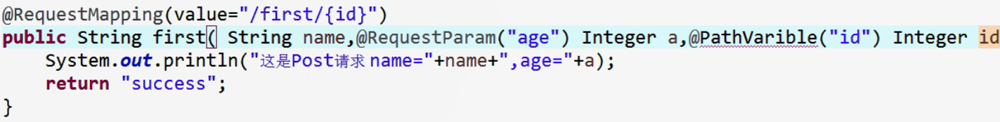 @RequestMapping(value="/first/{id}")
public String first( String name,@RequestParam("age") Integer a,@PathVarible("id") Integer id
System.out.println("这是Post请求 name="+name+",age="+a);
return "success";
}